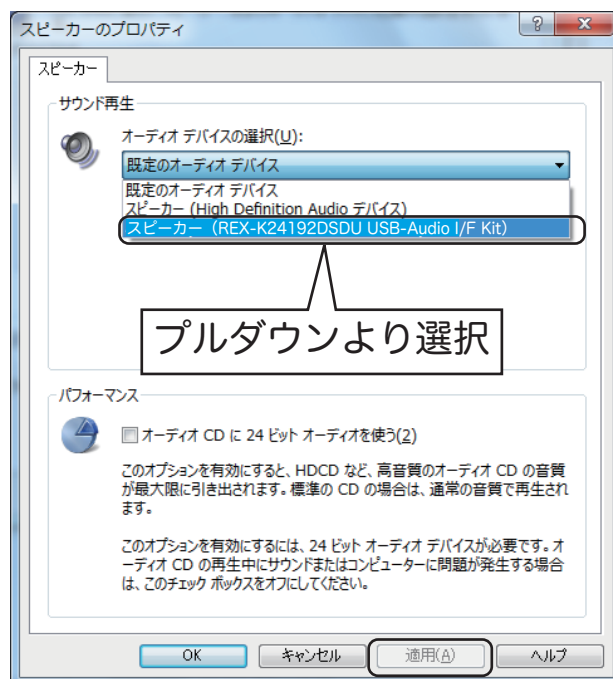 スピーカーのプロパティ
スピーカー
サウンド再生
オーディオ デバイスの選択(U):
既定のオーディオ デバイス
既定のオーディオ デバイス
スピーカー (High Definition Audio デバイス)
スピーカー（REX-K24192DSDU USB-Audio I/F Kit）
プルダウンより選択
パフォーマンス
オーディオ CD に 24 ビット オーディオを使う(2)
このオプションを有効にすると、HDCD など、高音質のオーディオ CD の音質
が最大限に引き出されます。標準の CD の場合は、通常の音質で再生され
ます。
このオプションを有効にするには、24 ビット オーディオ デバイスが必要です。オ
ーディオ CD の再生中にサウンドまたはコンピューターに問題が発生する場合
は、このチェック ボックスをオフにしてください。
OK キャンセル 適用(A) ヘルプ